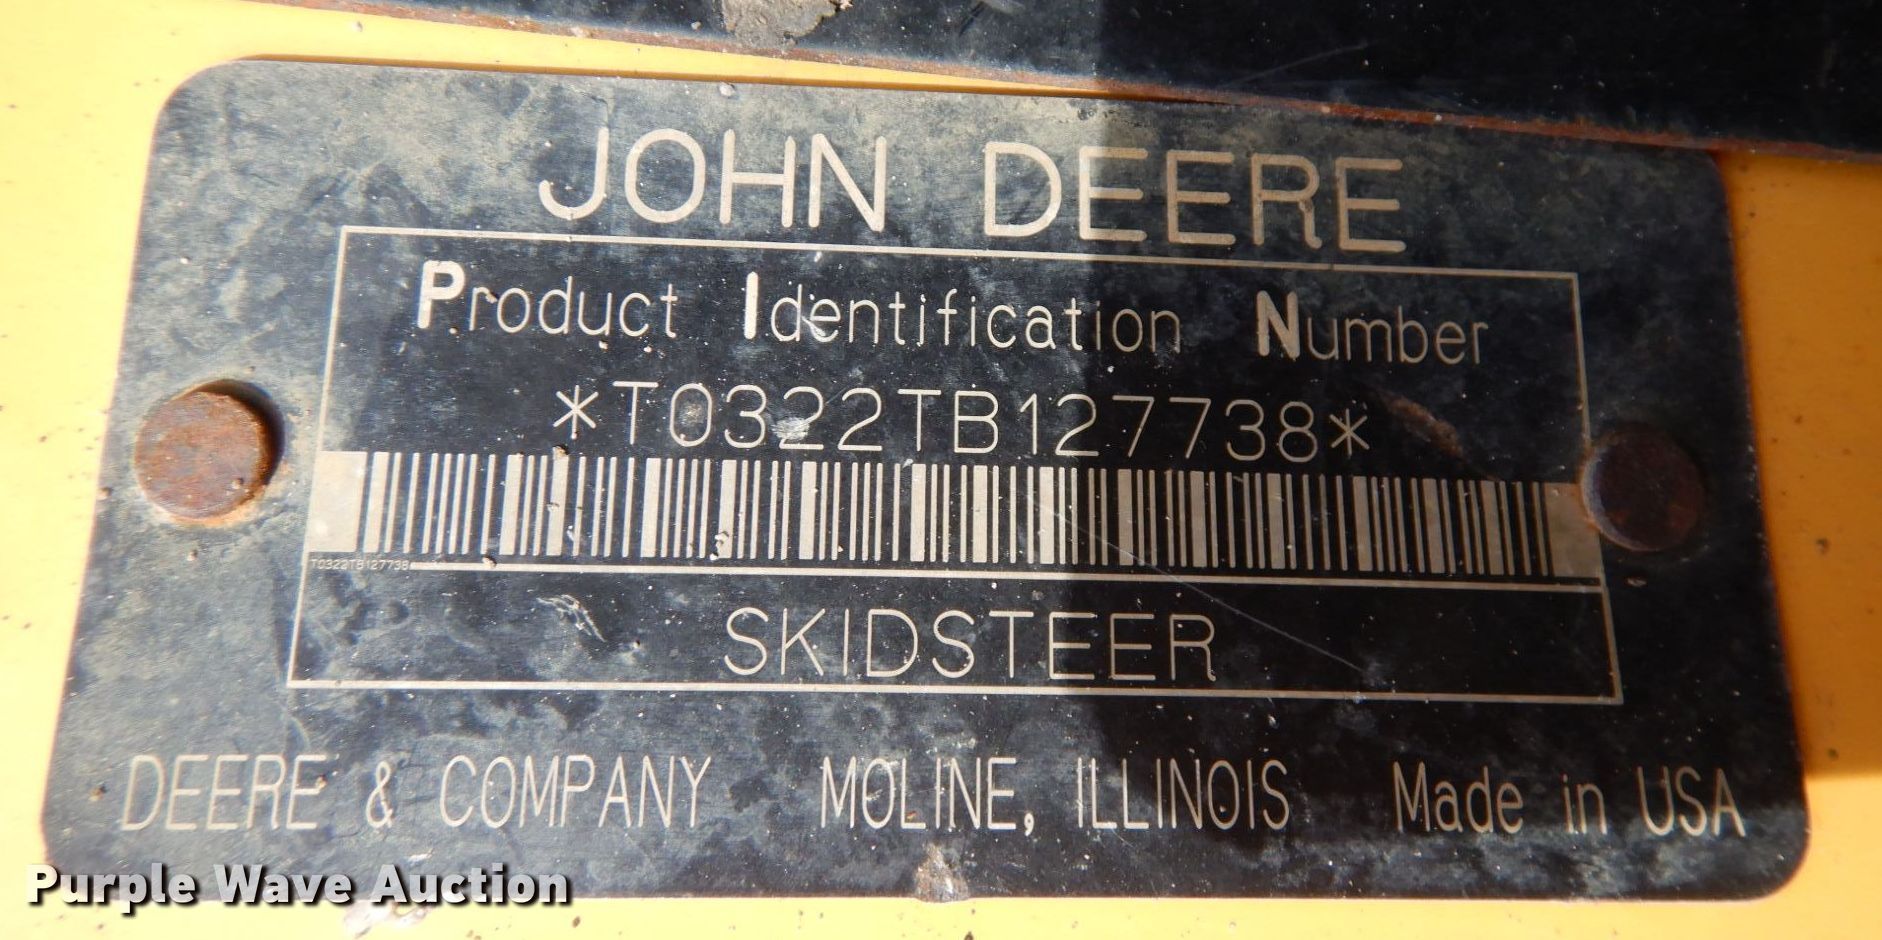 JOHN DEERE
Product Identification Number
*T0322TB127738*
T0322TB127738
SKIDSTEER
DEERE & COMPANY MOLINE, ILLINOIS Made in USA
Purple Wave Auction